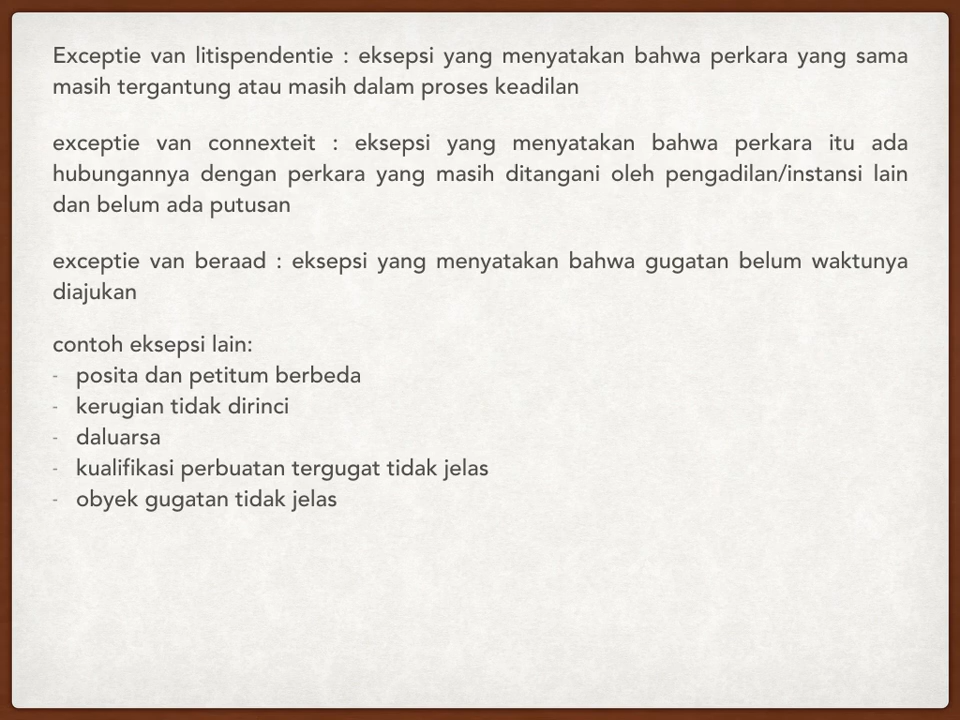 Exceptie van litispendentie : eksepsi yang menyatakan bahwa perkara yang sama
masih tergantung atau masih dalam proses keadilan
exceptie van connexteit : eksepsi yang menyatakan bahwa perkara itu ada
hubungannya dengan perkara yang masih ditangani oleh pengadilan/instansi lain
dan belum ada putusan
exceptie van beraad : eksepsi yang menyatakan bahwa gugatan belum waktunya
diajukan
contoh eksepsi lain:
- posita dan petitum berbeda
- kerugian tidak dirinci
- daluarsa
- kualifikasi perbuatan tergugat tidak jelas
- obyek gugatan tidak jelas